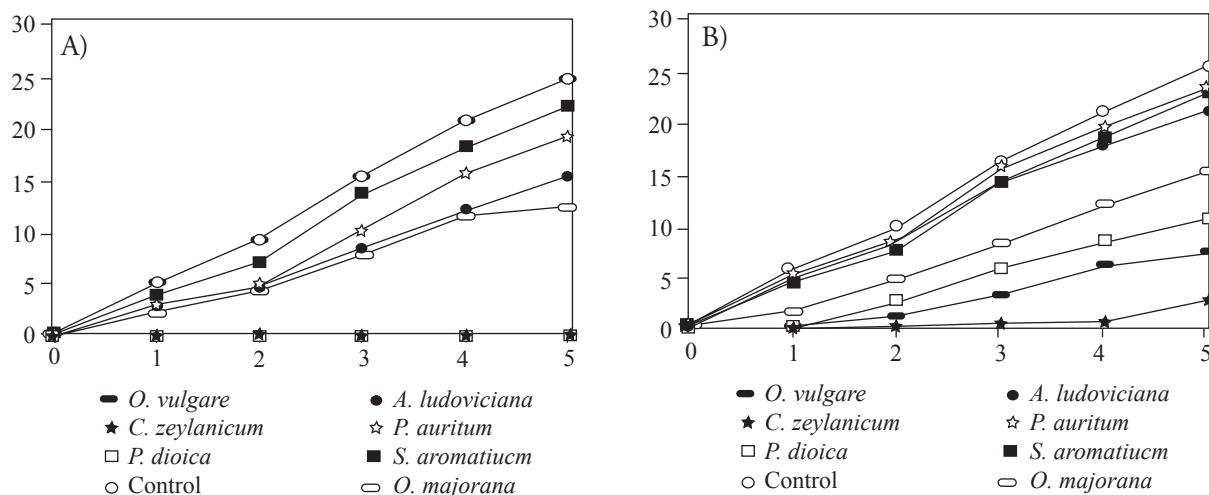 A)
30
25
20
15
10
5
0
0 1 2 3 4 5
O. vulgare A. ludoviciana
C. zeylanicum P. auritum
P. dioica S. aromatiucm
Control O. majorana
B)
30
25
20
15
10
5
0
0 1 2 3 4 5
O. vulgare A. ludoviciana
C. zeylanicum P. auritum
P. dioica S. aromatiucm
Control O. majorana